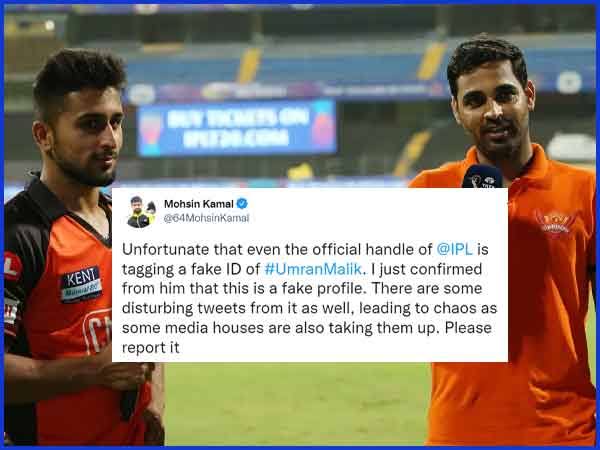 BUY TICKETS ON
IPLT20.COM
KENT
Mohsin Kamal
@64MohsinKamal
Unfortunate that even the official handle of @IPL is
tagging a fake ID of #UmranMalik. I just confirmed
from him that this is a fake profile. There are some
disturbing tweets from it as well, leading to chaos as
some media houses are also taking them up. Please
report it